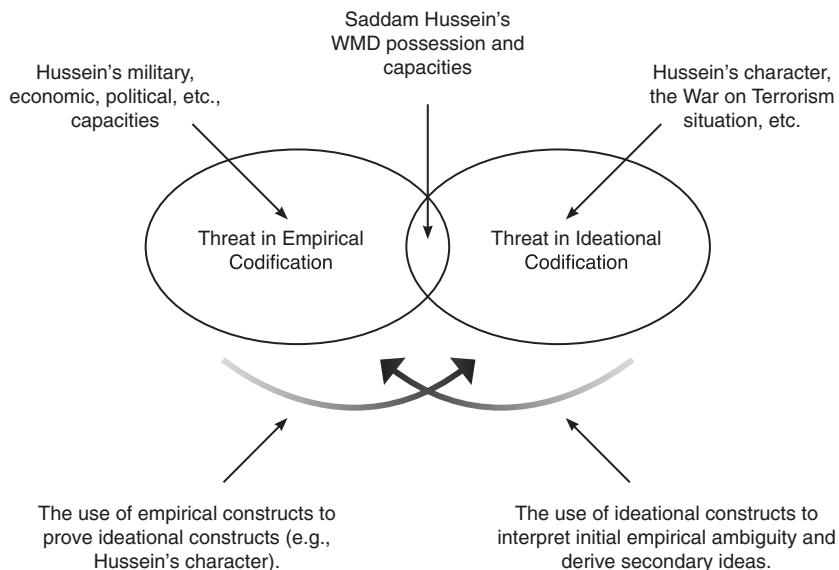 Saddam Hussein's
WMD possession and
capacities
Hussein's military,
economic, political, etc.,
capacities
Hussein's character,
the War on Terrorism
situation, etc.
Threat in Empirical
Codification
Threat in Ideational
Codification
The use of empirical constructs to
prove ideational constructs (e.g.,
Hussein's character).
The use of ideational constructs to
interpret initial empirical ambiguity and
derive secondary ideas.